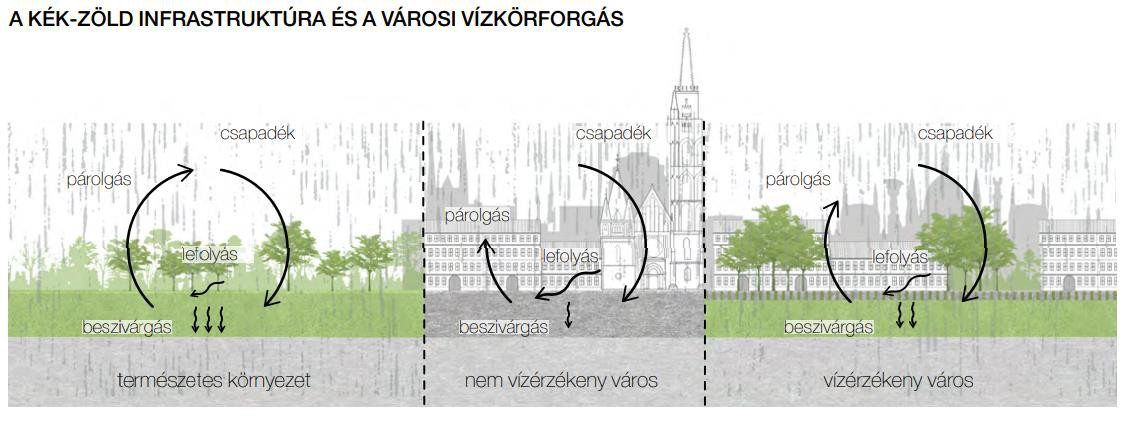 A KÉK-ZÖLD INFRASTRUKTÚRA ÉS A VÁROSI VÍZKÖRFORGÁS
csapadék
párolgás
lefolyás
beszivárgás
természetes környezet
csapadék
párolgás
lefolyás
beszivárgás
nem vízérzékeny város
csapadék
párolgás
lefolyás
beszivárgás
vízérzékeny város